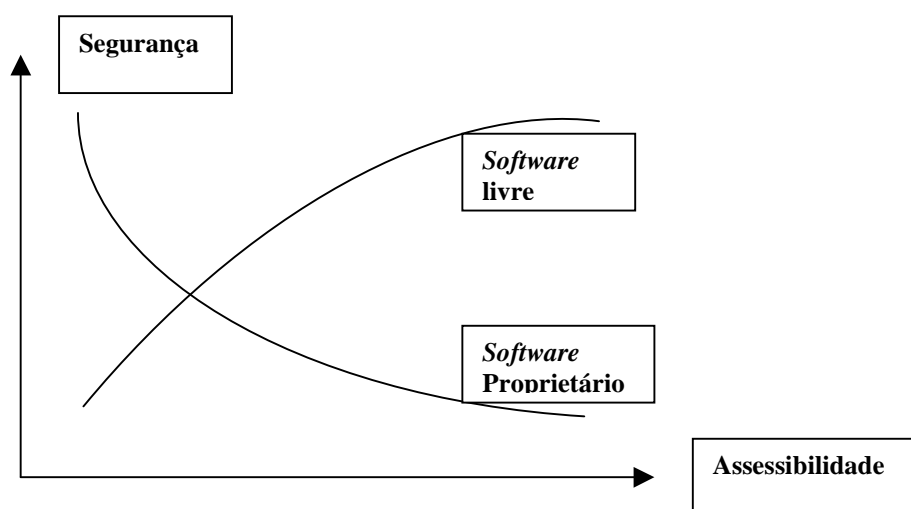 Segurança
Software
livre
Software
Proprietário
Assessibilidade